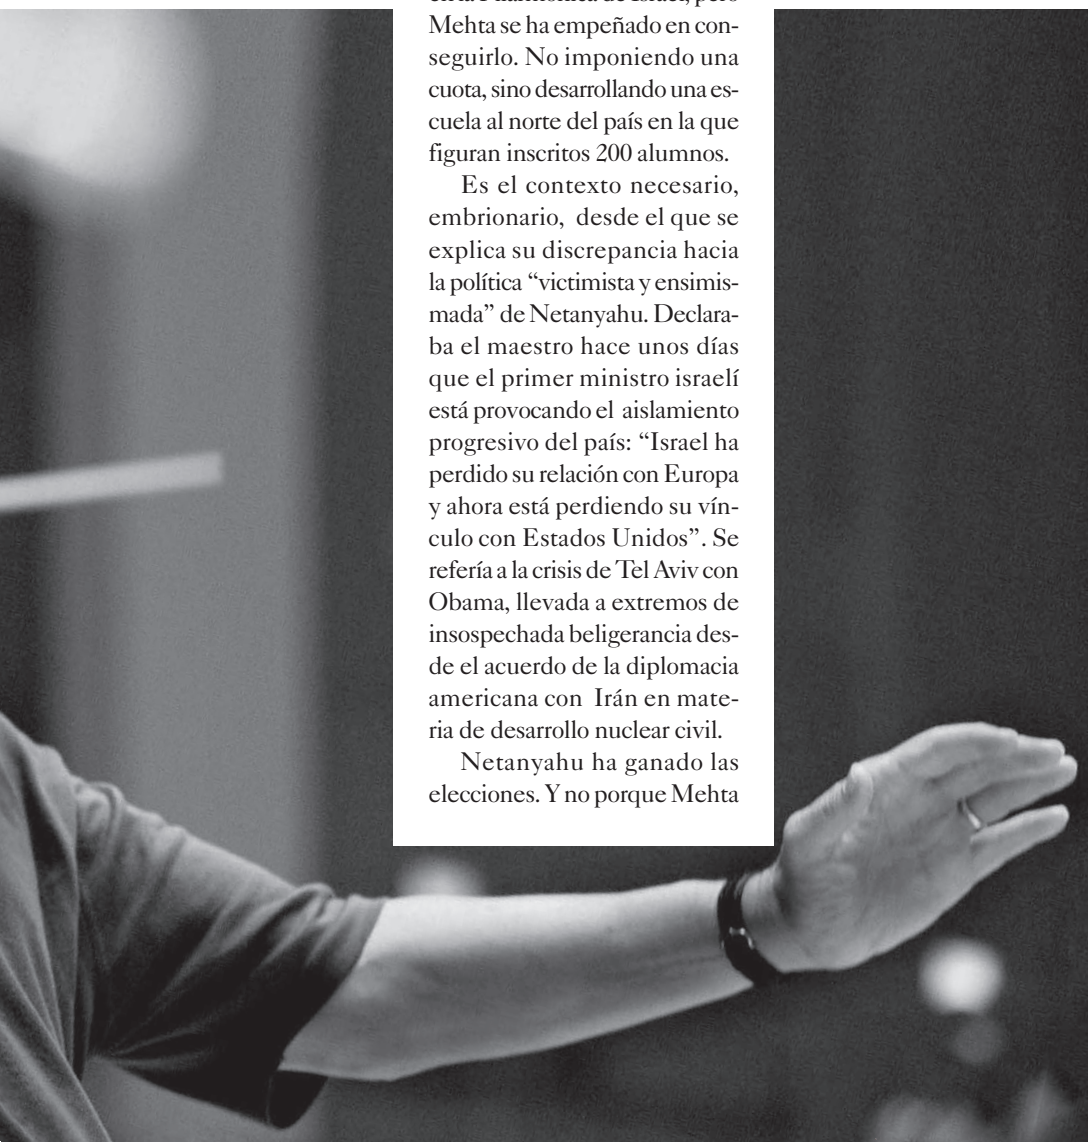 Mehta se ha empeñado en con-
seguirlo. No imponiendo una
cuota, sino desarrollando una es-
cuela al norte del país en la que
figuran inscritos 200 alumnos.
Es el contexto necesario,
embrionario, desde el que se
explica su discrepancia hacia
la política “victimista y ensimis-
mada” de Netanyahu. Declara-
ba el maestro hace unos días
que el primer ministro israelí
está provocando el aislamiento
progresivo del país: “Israel ha
perdido su relación con Europa
y ahora está perdiendo su vín-
culo con Estados Unidos”. Se
refería a la crisis de Tel Aviv con
Obama, llevada a extremos de
insospechada beligerancia des-
de el acuerdo de la diplomacia
americana con Irán en mate-
ria de desarrollo nuclear civil.
Netanyahu ha ganado las
elecciones. Y no porque Mehta